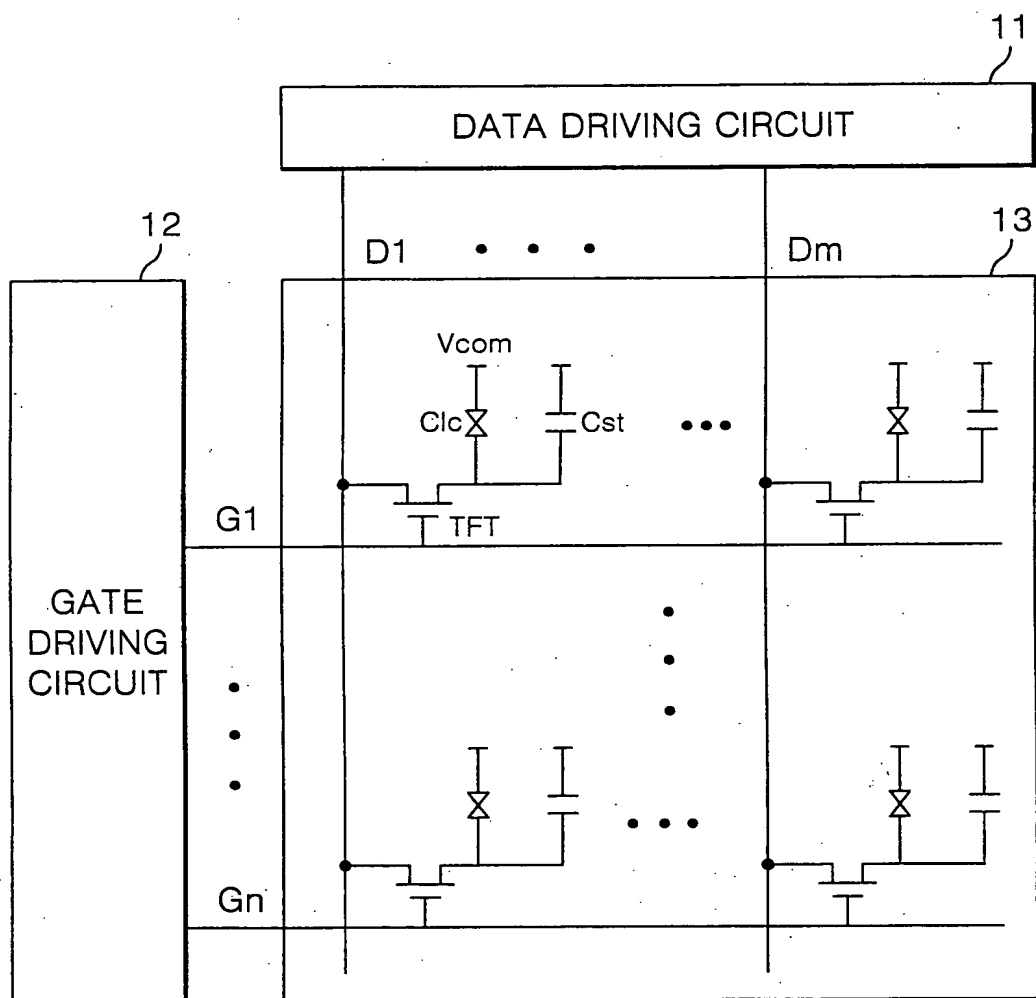 11
DATA DRIVING CIRCUIT
12
13
D1
Dm
Vcom
Clc
Cst
G1
TFT
GATE
DRIVING
CIRCUIT
Gn